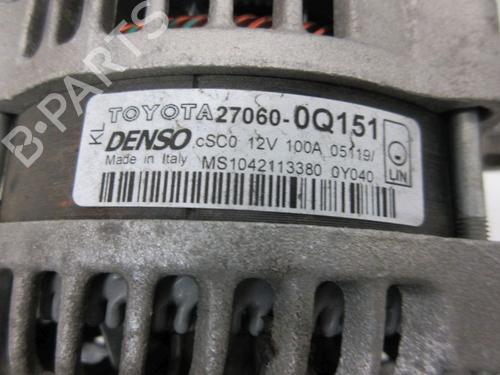 B-PARTS
KL TOYOTA 27060-0Q151
DENSO cSC0 12V 100A 05119/
Made in Italy MS1042113380 0Y040
LIN